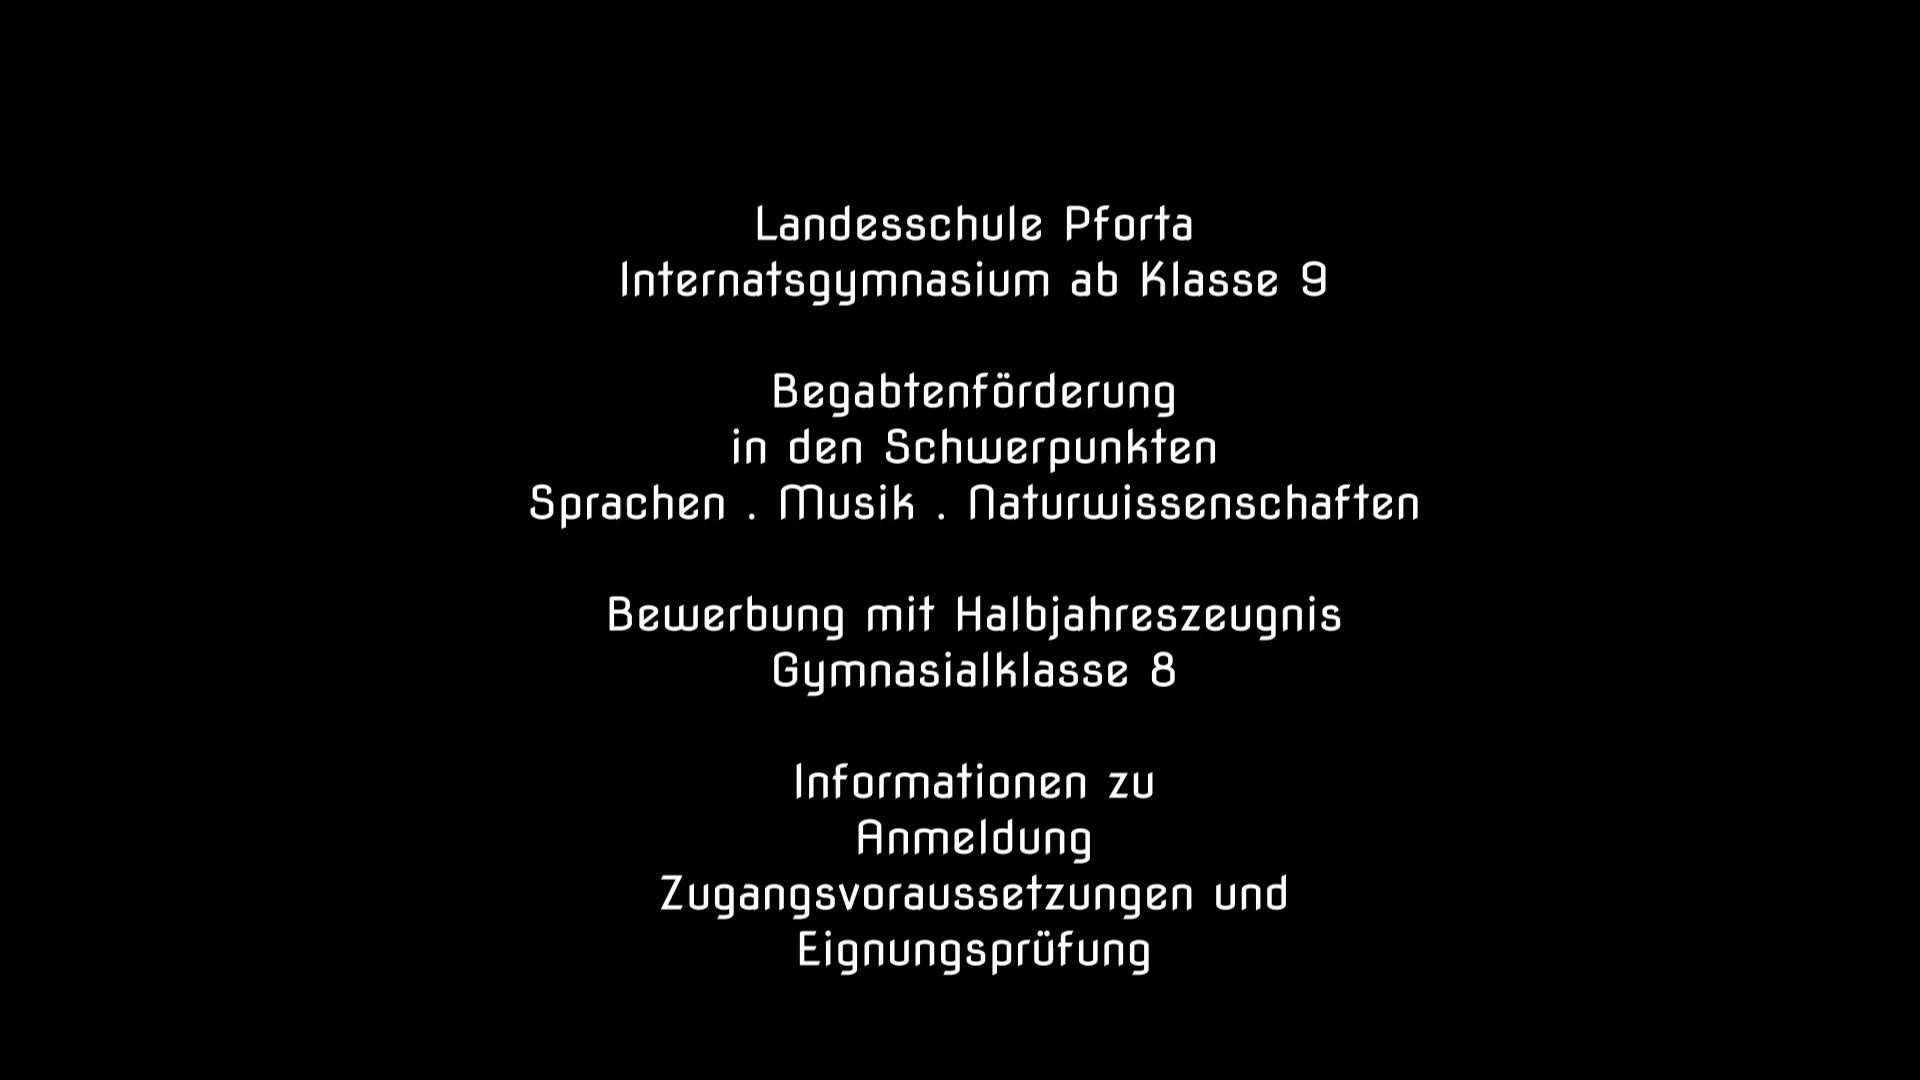 Landesschule Pforta
Internatsgymnasium ab Klasse 9
Begabtenförderung
in den Schwerpunkten
Sprachen . Musik . Naturwissenschaften
Bewerbung mit Halbjahreszeugnis
Gymnasialklasse 8
Informationen zu
Anmeldung
Zugangsvoraussetzungen und
Eignungsprüfung